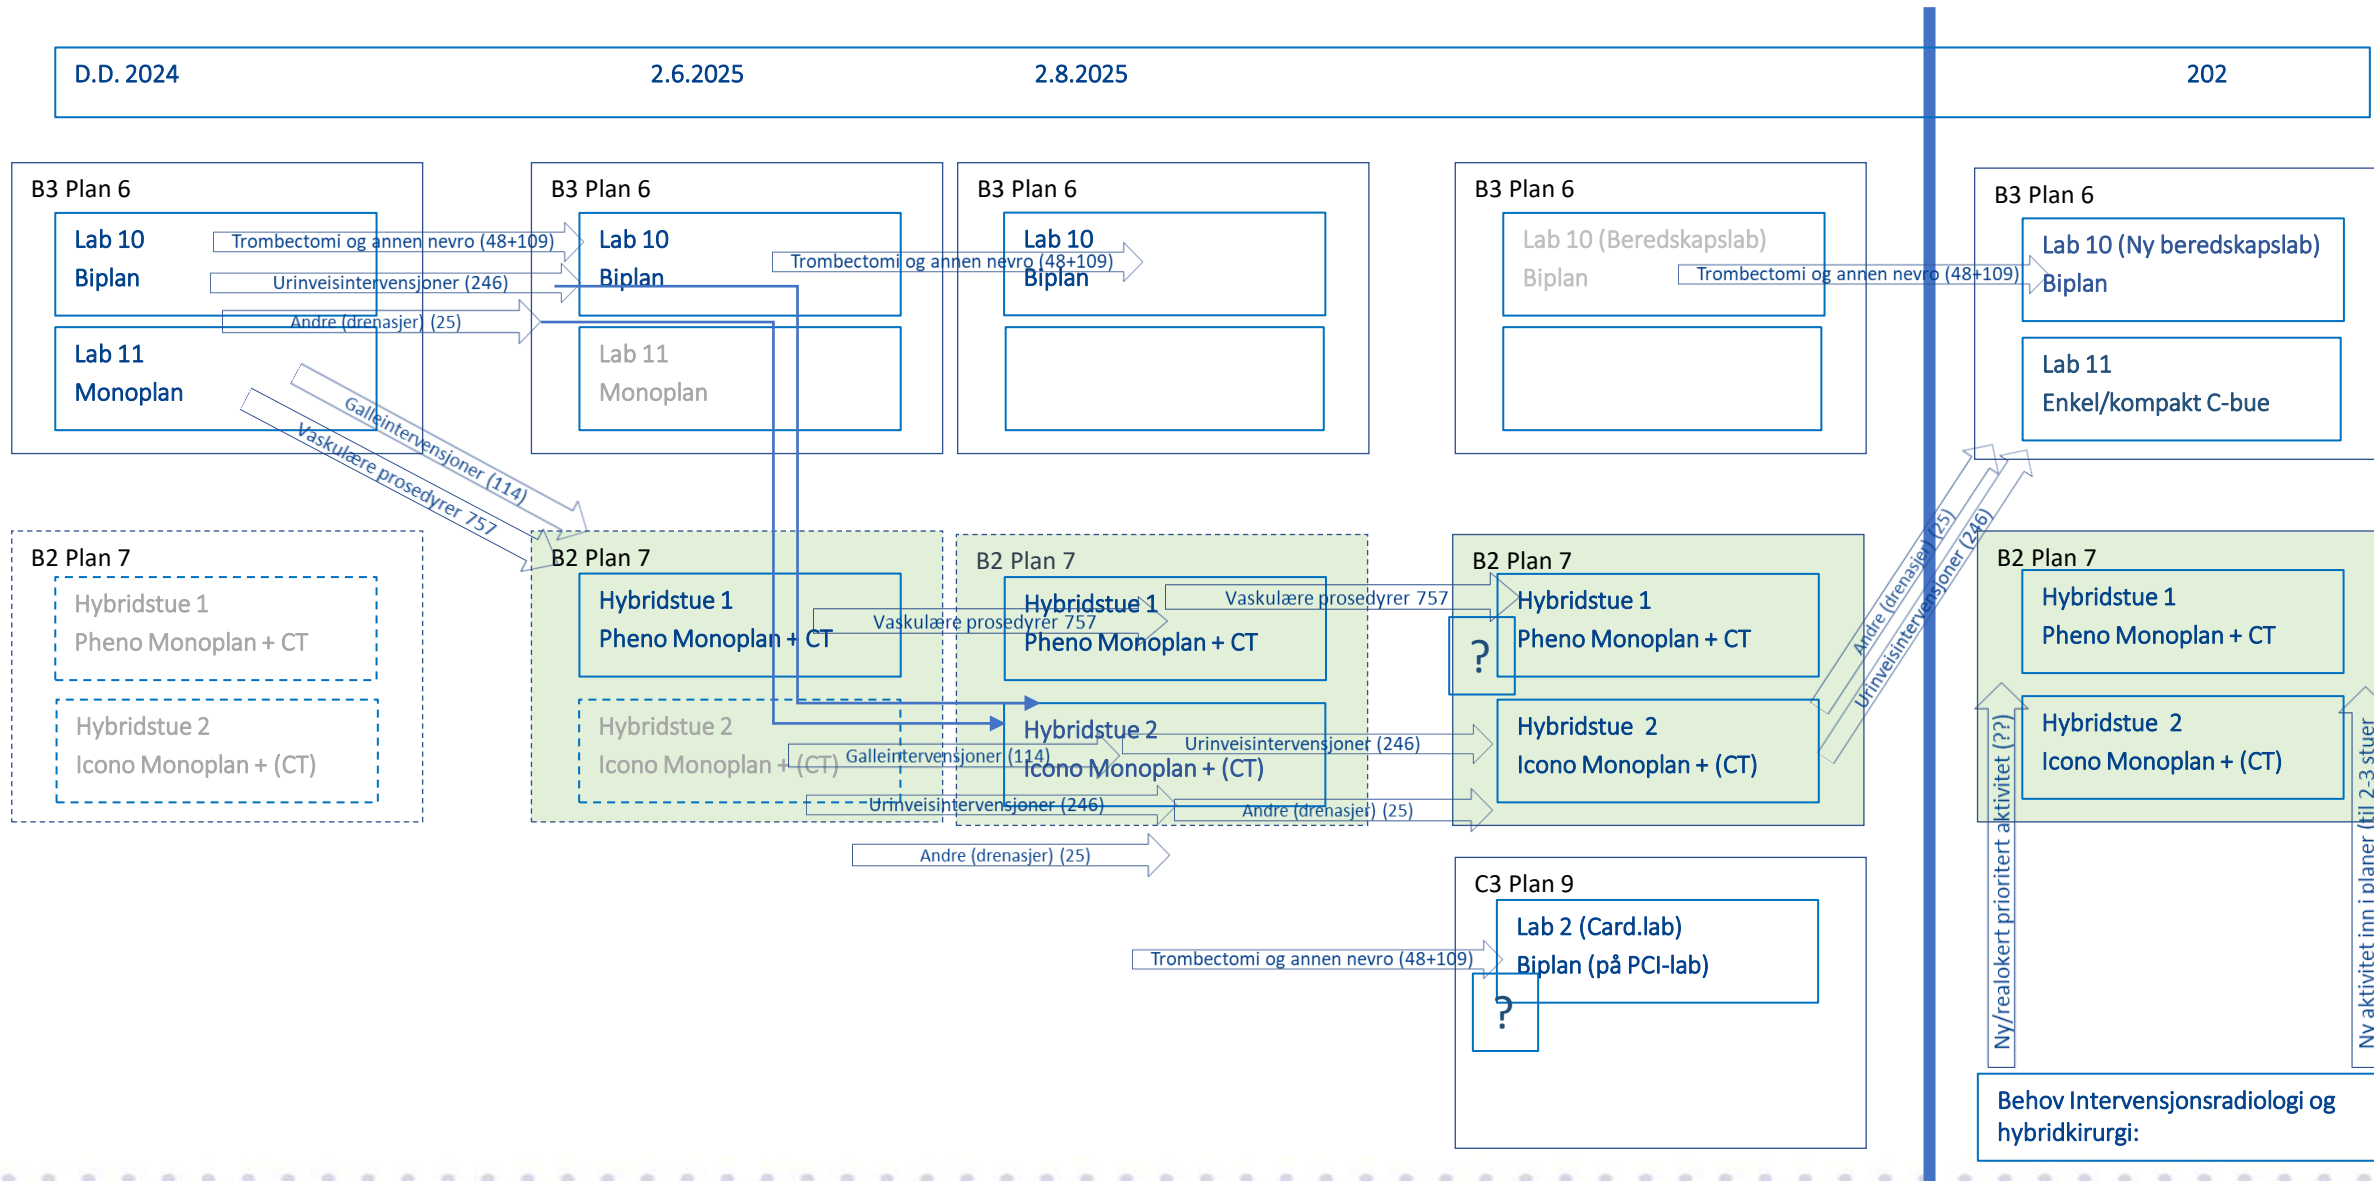 D.D. 2024
2.6.2025
2.8.2025
202
B3 Plan 6
Lab 10
Biplan
Lab 11
Monoplan
Trombectomi og annen nevro (48+109)
Urinveisintervensjoner (246)
Andre (drenasjer) (25)
Galleintervensjoner (114)
Vaskulære prosedyrer 757
B3 Plan 6
Lab 10
Biplan
Lab 11
Monoplan
Trombectomi og annen nevro (48+109)
B3 Plan 6
Lab 10
Biplan
B3 Plan 6
Lab 10 (Beredskapslab)
Biplan
Trombectomi og annen nevro (48+109)
B3 Plan 6
Lab 10 (Ny beredskapslab)
Biplan
Lab 11
Enkel/kompakt C-bue
B2 Plan 7
Hybridstue 1
Pheno Monoplan + CT
Hybridstue 2
Icono Monoplan + (CT)
B2 Plan 7
Hybridstue 1
Pheno Monoplan + CT
Hybridstue 2
Icono Monoplan + (CT)
Vaskulære prosedyrer 757
Galleintervensjoner (114)
Urinveisintervensjoner (246)
Andre (drenasjer) (25)
B2 Plan 7
Hybridstue 1
Pheno Monoplan + CT
Hybridstue 2
Icono Monoplan + (CT)
Vaskulære prosedyrer 757
Urinveisintervensjoner (246)
Andre (drenasjer) (25)
B2 Plan 7
Hybridstue 1
Pheno Monoplan + CT
?
Hybridstue 2
Icono Monoplan + (CT)
Andre (drenasjer) (25)
Urinveisintervensjoner (246)
B2 Plan 7
Hybridstue 1
Pheno Monoplan + CT
Hybridstue 2
Icono Monoplan + (CT)
Ny/realokert prioritert aktivitet (??)
Ny aktivitet inn i planer (til 2-3 stuer
Trombectomi og annen nevro (48+109)
C3 Plan 9
Lab 2 (Card.lab)
Biplan (på PCI-lab)
?
Behov Intervensjonsradiologi og
hybridkirurgi: